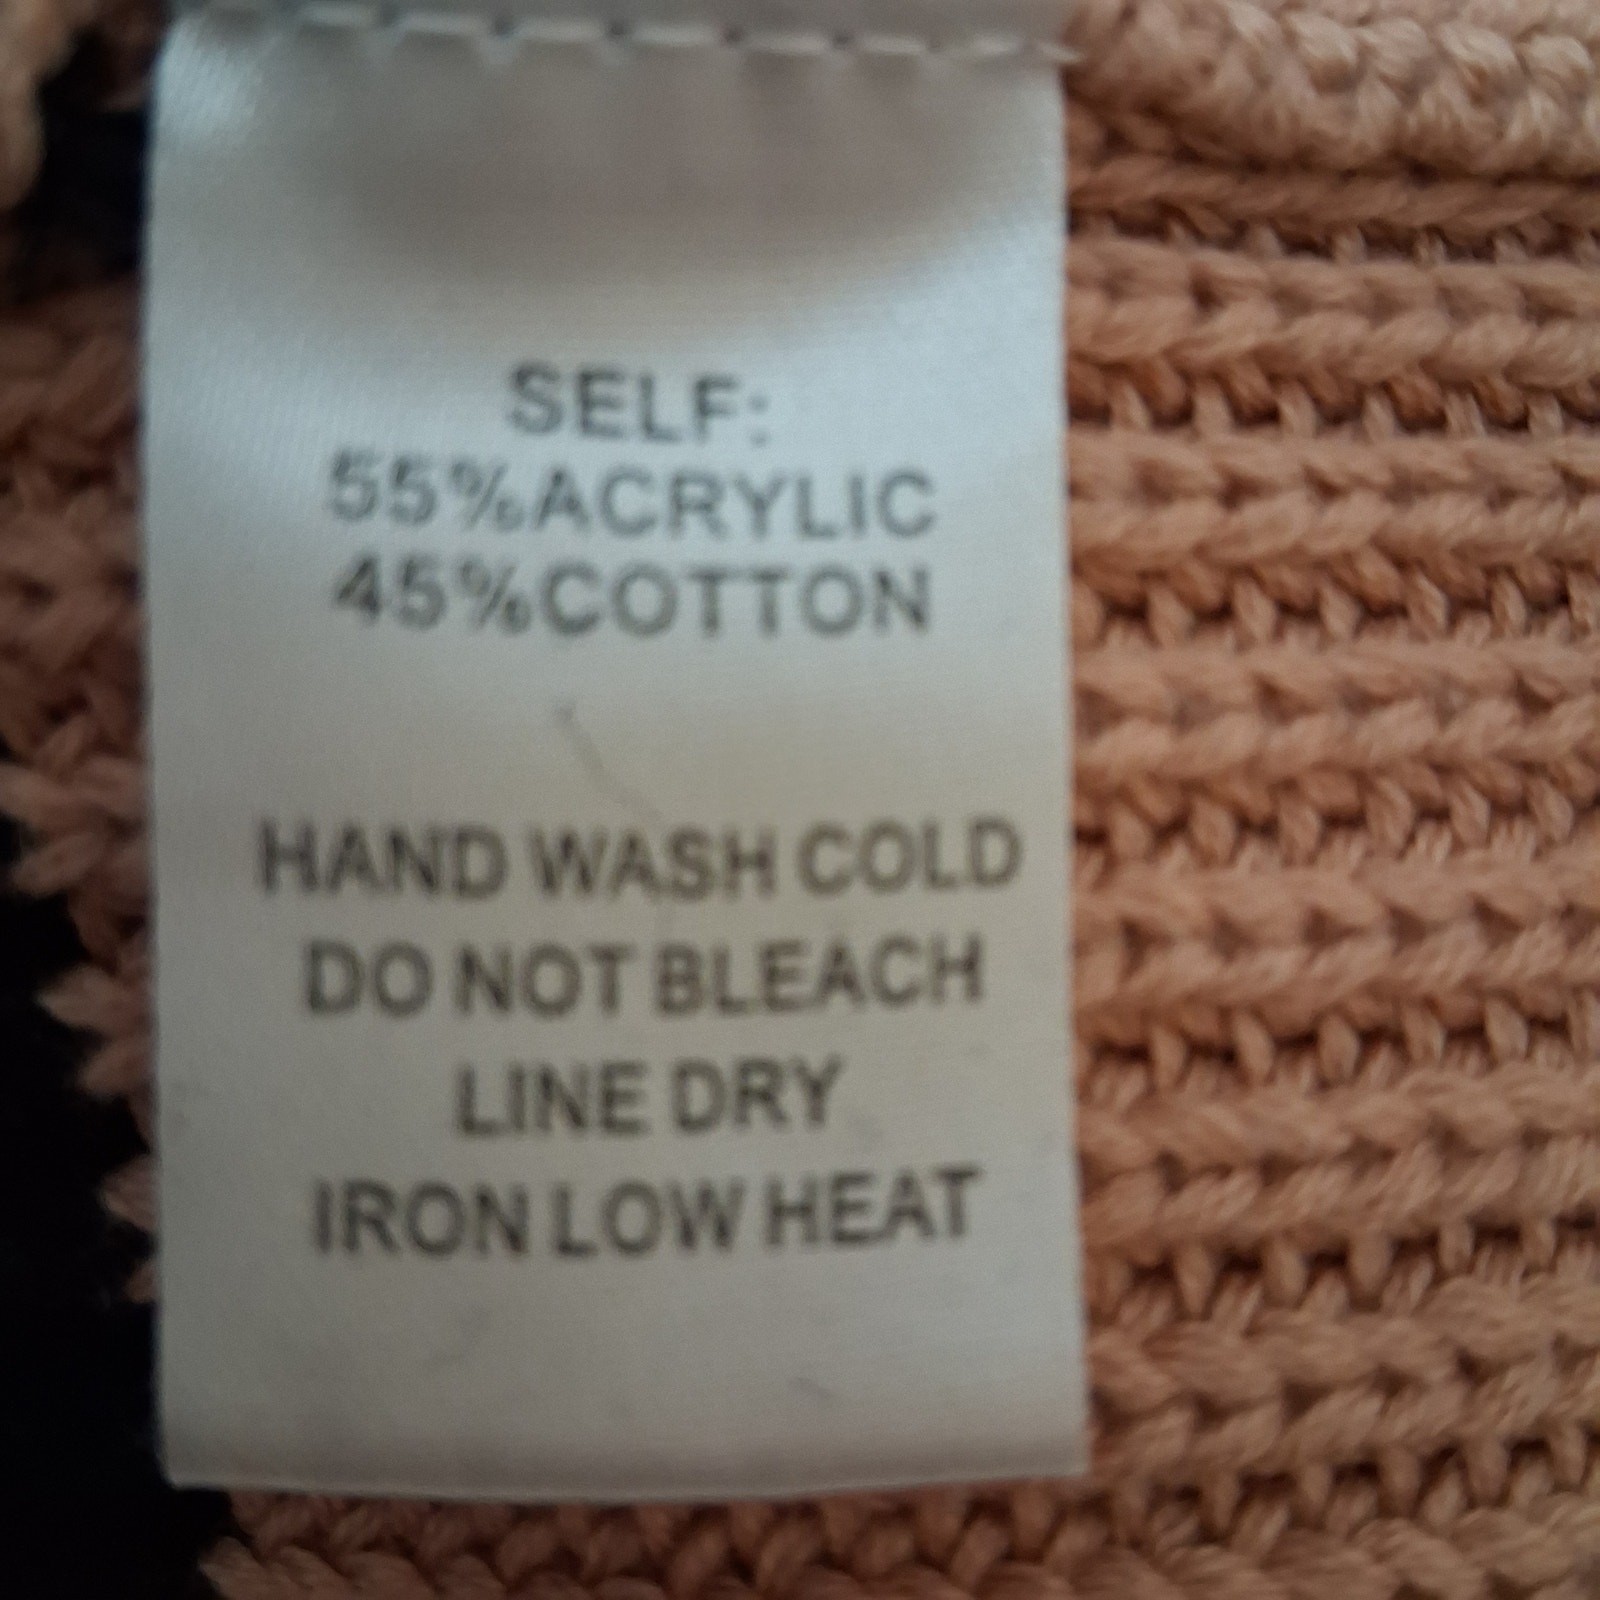 SELF:
55%ACRYLIC
45%COTTON
HAND WASH COLD
DO NOT BLEACH
LINE DRY
IRON LOW HEAT